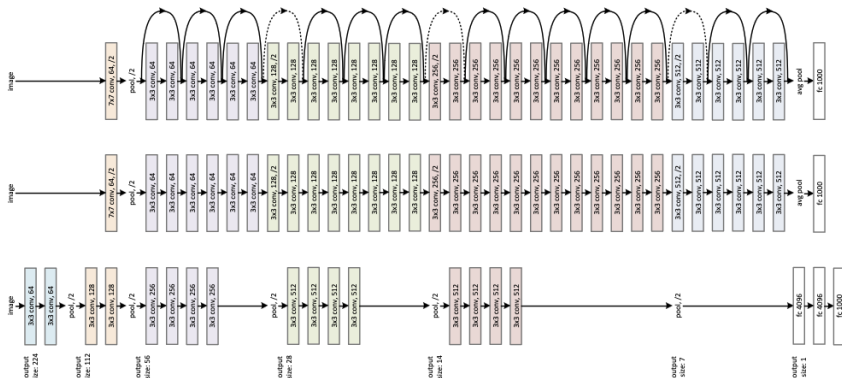 image
7x7 conv, 64, /2
pool, /2
3x3 conv, 64
3x3 conv, 64
3x3 conv, 64
3x3 conv, 64
3x3 conv, 64
3x3 conv, 64
3x3 conv, 128, /2
3x3 conv, 128
3x3 conv, 128
3x3 conv, 128
3x3 conv, 128
3x3 conv, 128
3x3 conv, 128
3x3 conv, 128
3x3 conv, 256, /2
3x3 conv, 256
3x3 conv, 256
3x3 conv, 256
3x3 conv, 256
3x3 conv, 256
3x3 conv, 256
3x3 conv, 256
3x3 conv, 256
3x3 conv, 256
3x3 conv, 256
3x3 conv, 256
3x3 conv, 512, /2
3x3 conv, 512
3x3 conv, 512
3x3 conv, 512
3x3 conv, 512
3x3 conv, 512
avg pool
fc 1000
image
7x7 conv, 64, /2
pool, /2
3x3 conv, 64
3x3 conv, 64
3x3 conv, 64
3x3 conv, 64
3x3 conv, 64
3x3 conv, 64
3x3 conv, 128, /2
3x3 conv, 128
3x3 conv, 128
3x3 conv, 128
3x3 conv, 128
3x3 conv, 128
3x3 conv, 128
3x3 conv, 128
3x3 conv, 256, /2
3x3 conv, 256
3x3 conv, 256
3x3 conv, 256
3x3 conv, 256
3x3 conv, 256
3x3 conv, 256
3x3 conv, 256
3x3 conv, 256
3x3 conv, 256
3x3 conv, 256
3x3 conv, 256
3x3 conv, 512, /2
3x3 conv, 512
3x3 conv, 512
3x3 conv, 512
3x3 conv, 512
3x3 conv, 512
avg pool
fc 1000
image
3x3 conv, 64
3x3 conv, 64
pool, /2
3x3 conv, 128
3x3 conv, 128
pool, /2
3x3 conv, 256
3x3 conv, 256
3x3 conv, 256
3x3 conv, 256
pool, /2
3x3 conv, 512
3x3 conv, 512
3x3 conv, 512
3x3 conv, 512
pool, /2
3x3 conv, 512
3x3 conv, 512
3x3 conv, 512
3x3 conv, 512
pool, /2
fc 4096
fc 4096
fc 1000
output
size: 224
output
size: 112
output
size: 56
output
size: 28
output
size: 14
output
size: 7
output
size: 1